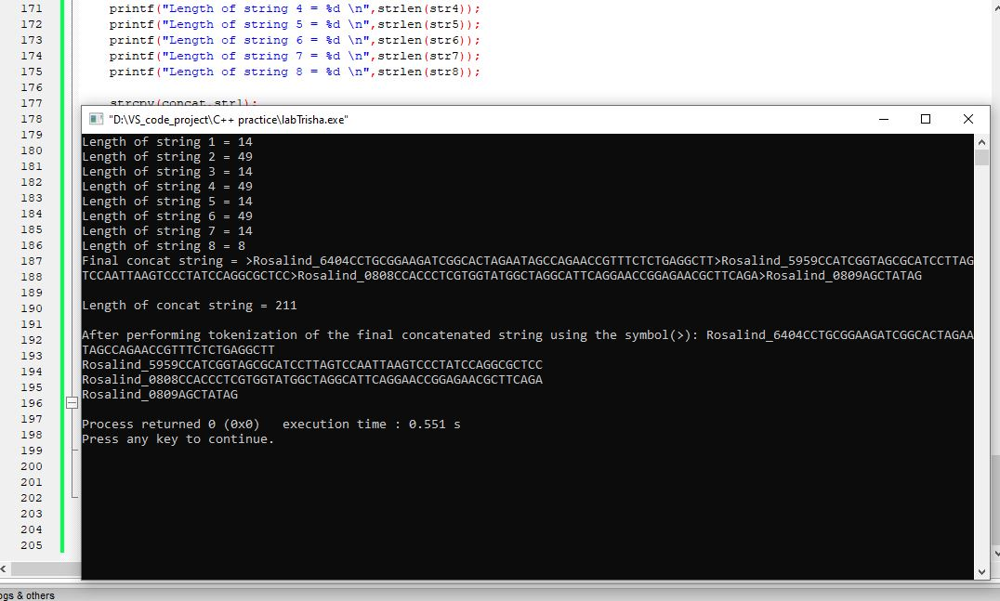 171 printf("Length of string 4 = %d \n",strlen(str4));
172 printf("Length of string 5 = %d \n",strlen(str5));
173 printf("Length of string 6 = %d \n",strlen(str6));
174 printf("Length of string 7 = %d \n",strlen(str7));
175 printf("Length of string 8 = %d \n",strlen(str8));
176
177 strcpy(concat,str1);
178
179
180
181
182
183
184
185
186
187
188
189
190
191
192
193
194
195
196
197
198
199
200
201
202
203
204
205
"D:\VS_code_project\C++ practice\labTrisha.exe"
Length of string 1 = 14
Length of string 2 = 49
Length of string 3 = 14
Length of string 4 = 49
Length of string 5 = 14
Length of string 6 = 49
Length of string 7 = 14
Length of string 8 = 8
Final concat string = >Rosalind_6404CCTGCGGAAGATCGGCACTAGAATAGCCAGAACCGTTTCTCTGAGGCTT>Rosalind_5959CCATCGGTAGCGCATCCTTAG
TCCAATTAAGTCCCTATCCAGGCGCTCC>Rosalind_0808CCACCCTCGTGGTATGGCTAGGCATTCAGGAACCGGAGAACGCTTCAGA>Rosalind_0809AGCTATAG
Length of concat string = 211
After performing tokenization of the final concatenated string using the symbol(>): Rosalind_6404CCTGCGGAAGATCGGCACTAGAA
TAGCCAGAACCGTTTCTCTGAGGCTT
Rosalind_5959CCATCGGTAGCGCATCCTTAGTCCAATTAAGTCCCTATCCAGGCGCTCC
Rosalind_0808CCACCCTCGTGGTATGGCTAGGCATTCAGGAACCGGAGAACGCTTCAGA
Rosalind_0809AGCTATAG
Process returned 0 (0x0) execution time : 0.551 s
Press any key to continue.
ogs & others